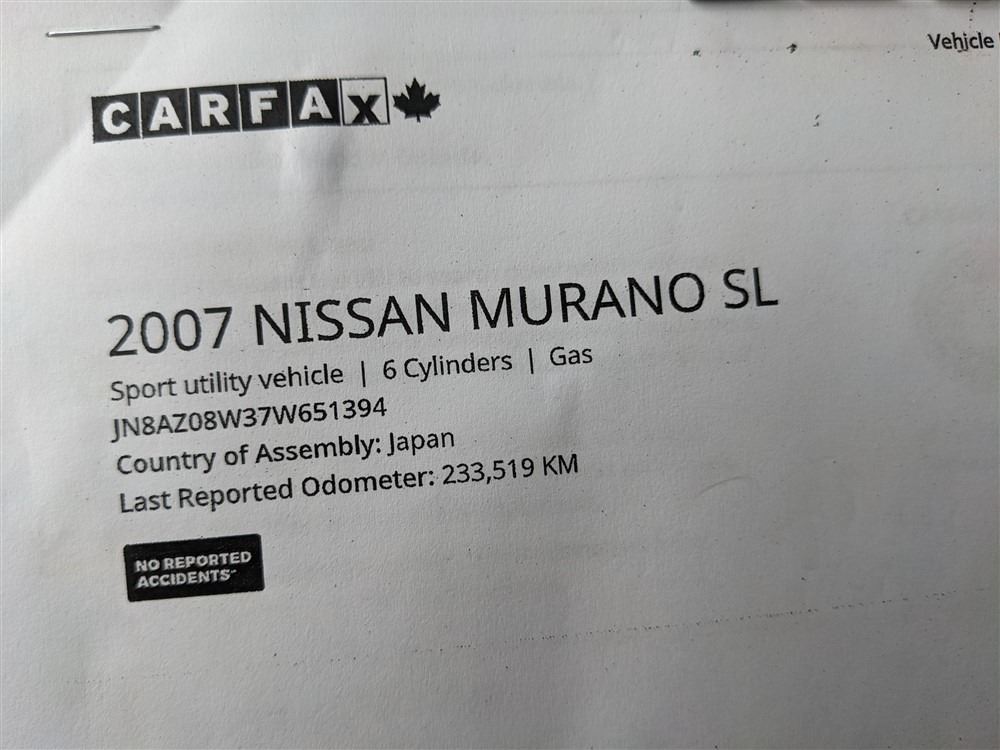 Vehicle
CARFAX
2007 NISSAN MURANO SL
Sport utility vehicle | 6 Cylinders | Gas
JN8AZ08W37W651394
Country of Assembly: Japan
Last Reported Odometer: 233,519 KM
NO REPORTED
ACCIDENTS